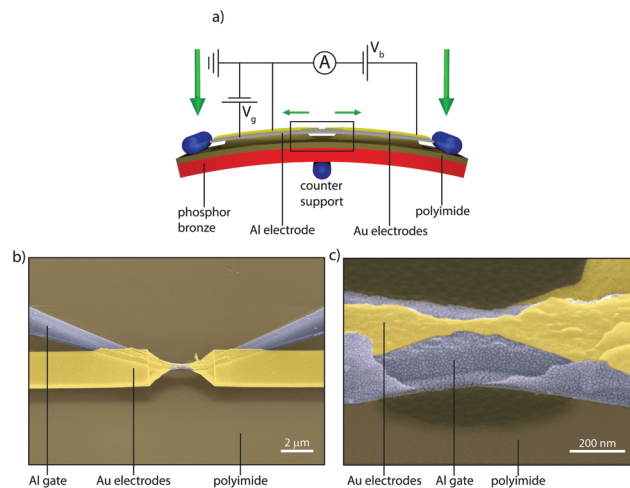 a)
A
V_b
V_g
phosphor
bronze
Al electrode
counter
support
Au electrodes
polyimide
b)
2 μm
Al gate
Au electrodes
polyimide
c)
200 nm
Au electrodes
Al gate
polyimide